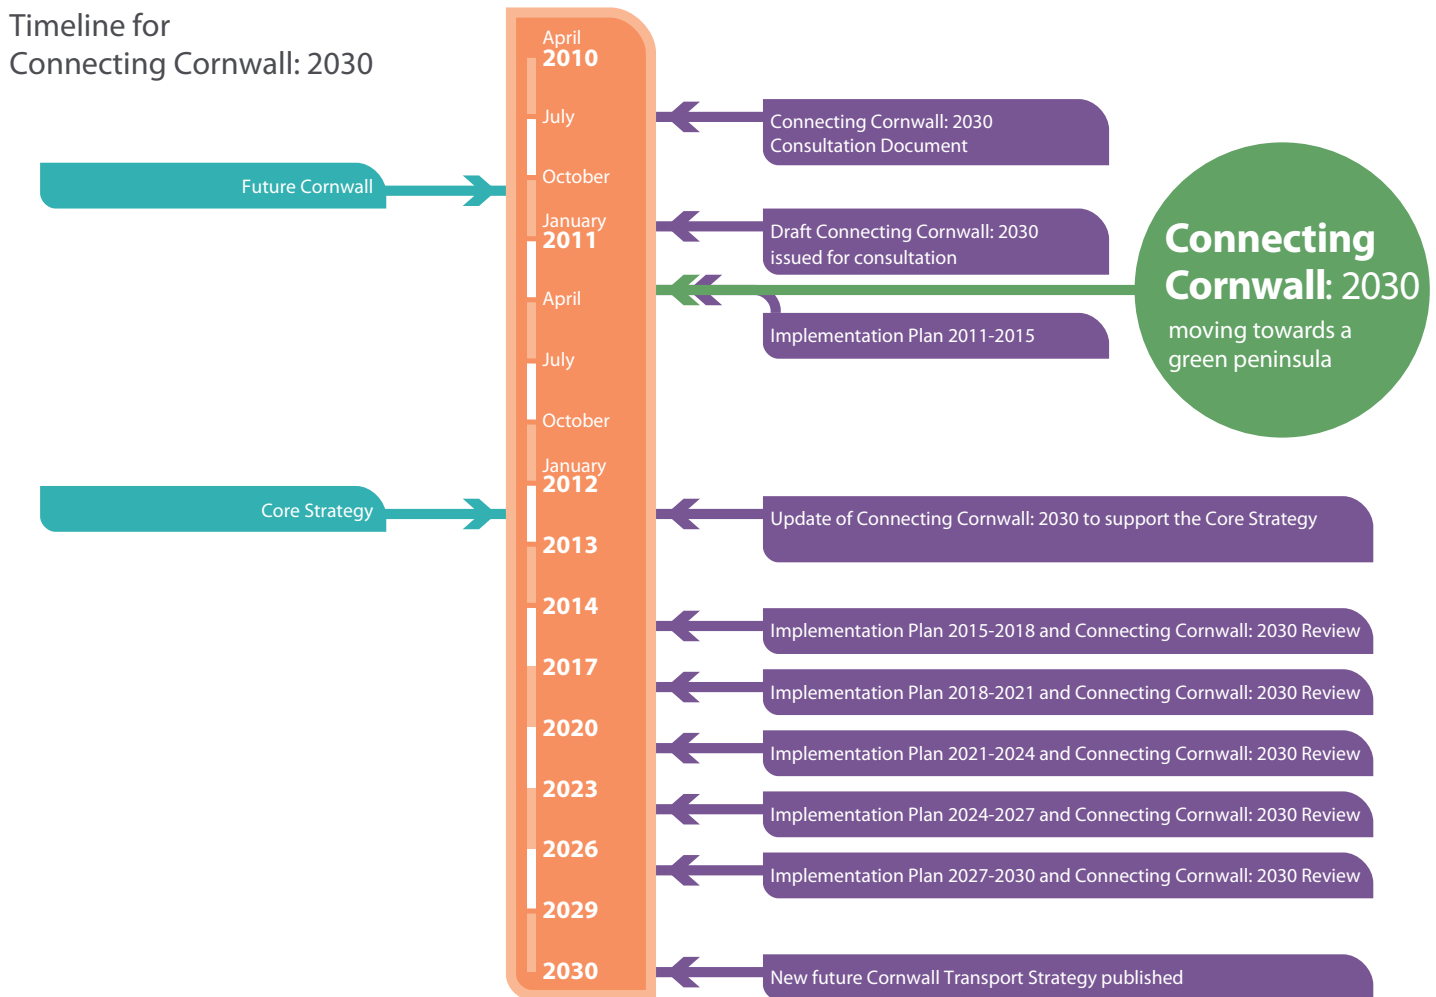 Timeline for
Connecting Cornwall: 2030
April
2010
July
October
January
2011
April
July
October
January
2012
2013
2014
2017
2020
2023
2026
2029
2030
Future Cornwall
Core Strategy
Connecting Cornwall: 2030
Consultation Document
Draft Connecting Cornwall: 2030
issued for consultation
Implementation Plan 2011-2015
Connecting
Cornwall: 2030
moving towards a
green peninsula
Update of Connecting Cornwall: 2030 to support the Core Strategy
Implementation Plan 2015-2018 and Connecting Cornwall: 2030 Review
Implementation Plan 2018-2021 and Connecting Cornwall: 2030 Review
Implementation Plan 2021-2024 and Connecting Cornwall: 2030 Review
Implementation Plan 2024-2027 and Connecting Cornwall: 2030 Review
Implementation Plan 2027-2030 and Connecting Cornwall: 2030 Review
New future Cornwall Transport Strategy published